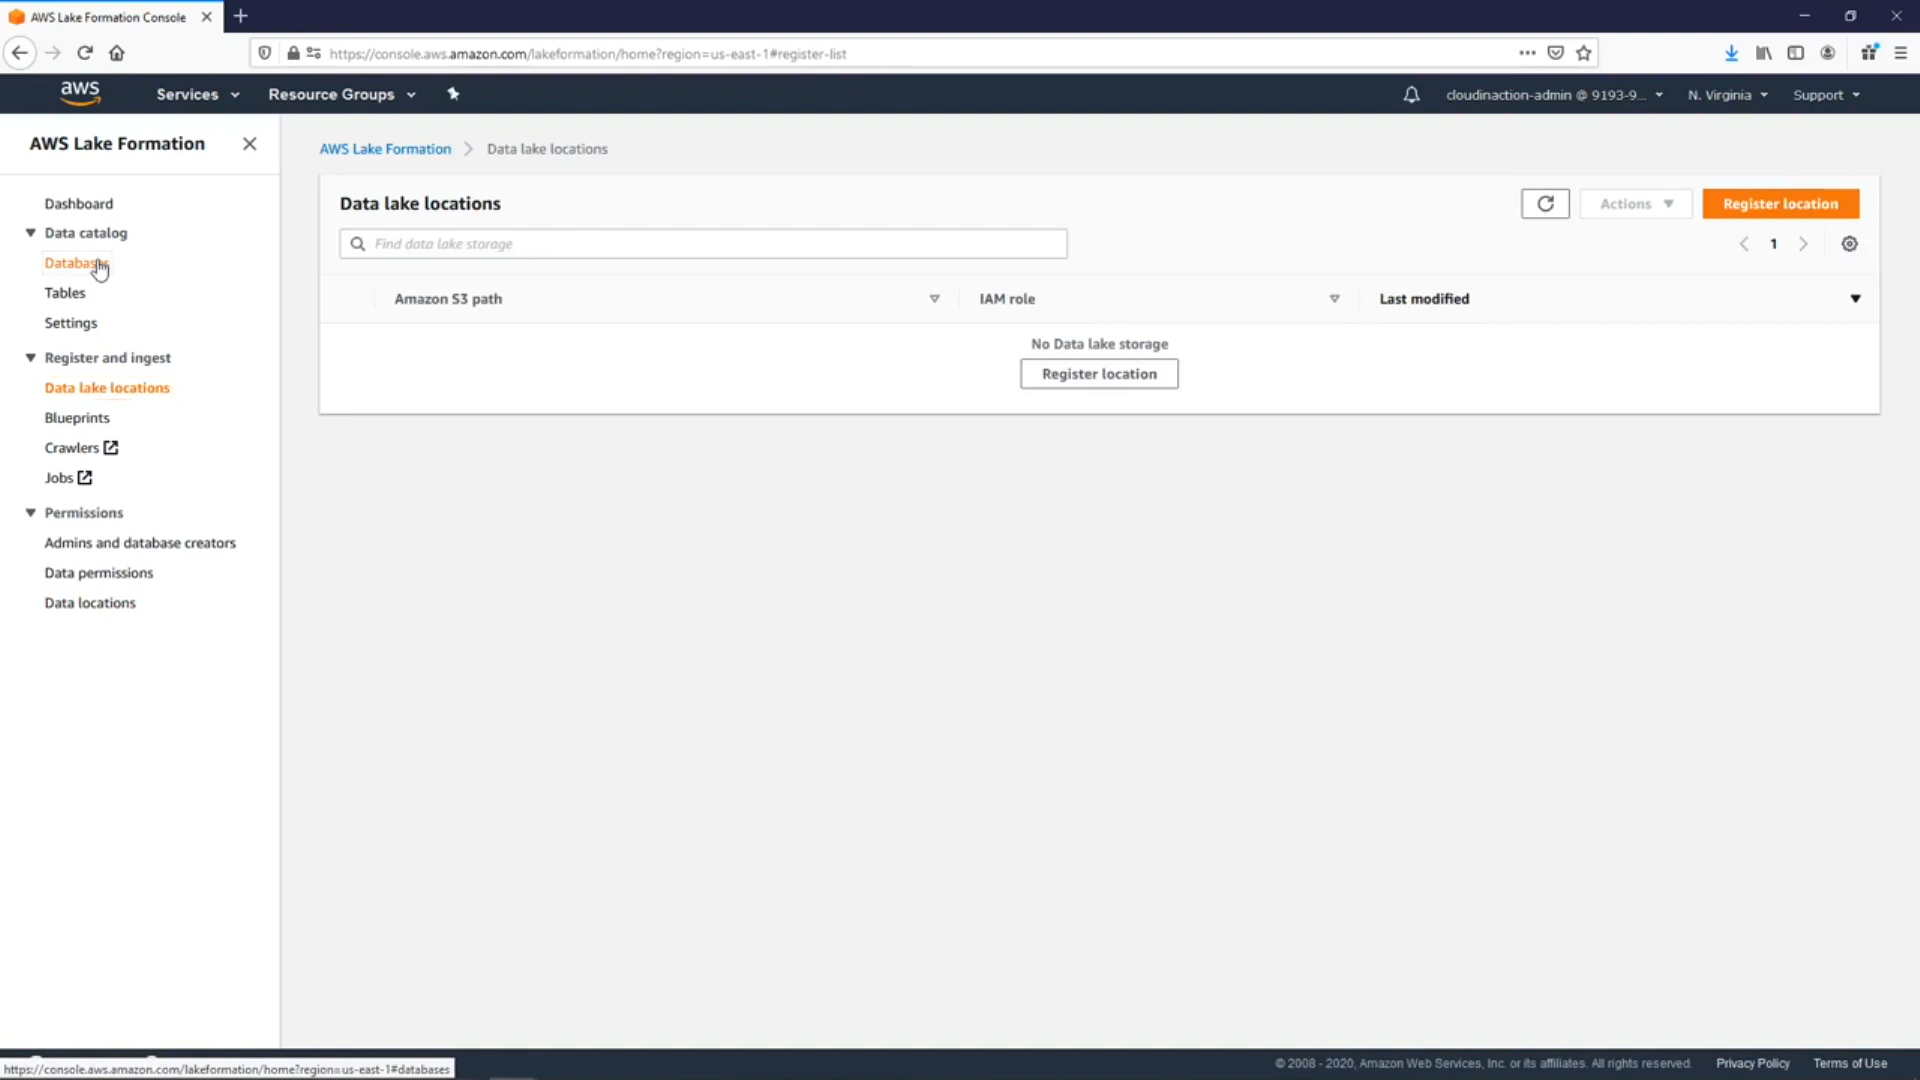 AWS Lake Formation Console
https://console.aws.amazon.com/lakeformation/home?region=us-east-1#register-list
aws
Services
Resource Groups
cloudinaction-admin @ 9193-9...
N. Virginia
Support
AWS Lake Formation
Dashboard
Data catalog
Databases
Tables
Settings
Register and ingest
Data lake locations
Blueprints
Crawlers
Jobs
Permissions
Admins and database creators
Data permissions
Data locations
AWS Lake Formation > Data lake locations
Data lake locations
Actions
Register location
Find data lake storage
1
Amazon S3 path
IAM role
Last modified
No Data lake storage
Register location
https://console.aws.amazon.com/lakeformation/home?region=us-east-1#databases
© 2008 - 2020, Amazon Web Services, Inc. or its affiliates. All rights reserved.
Privacy Policy
Terms of Use